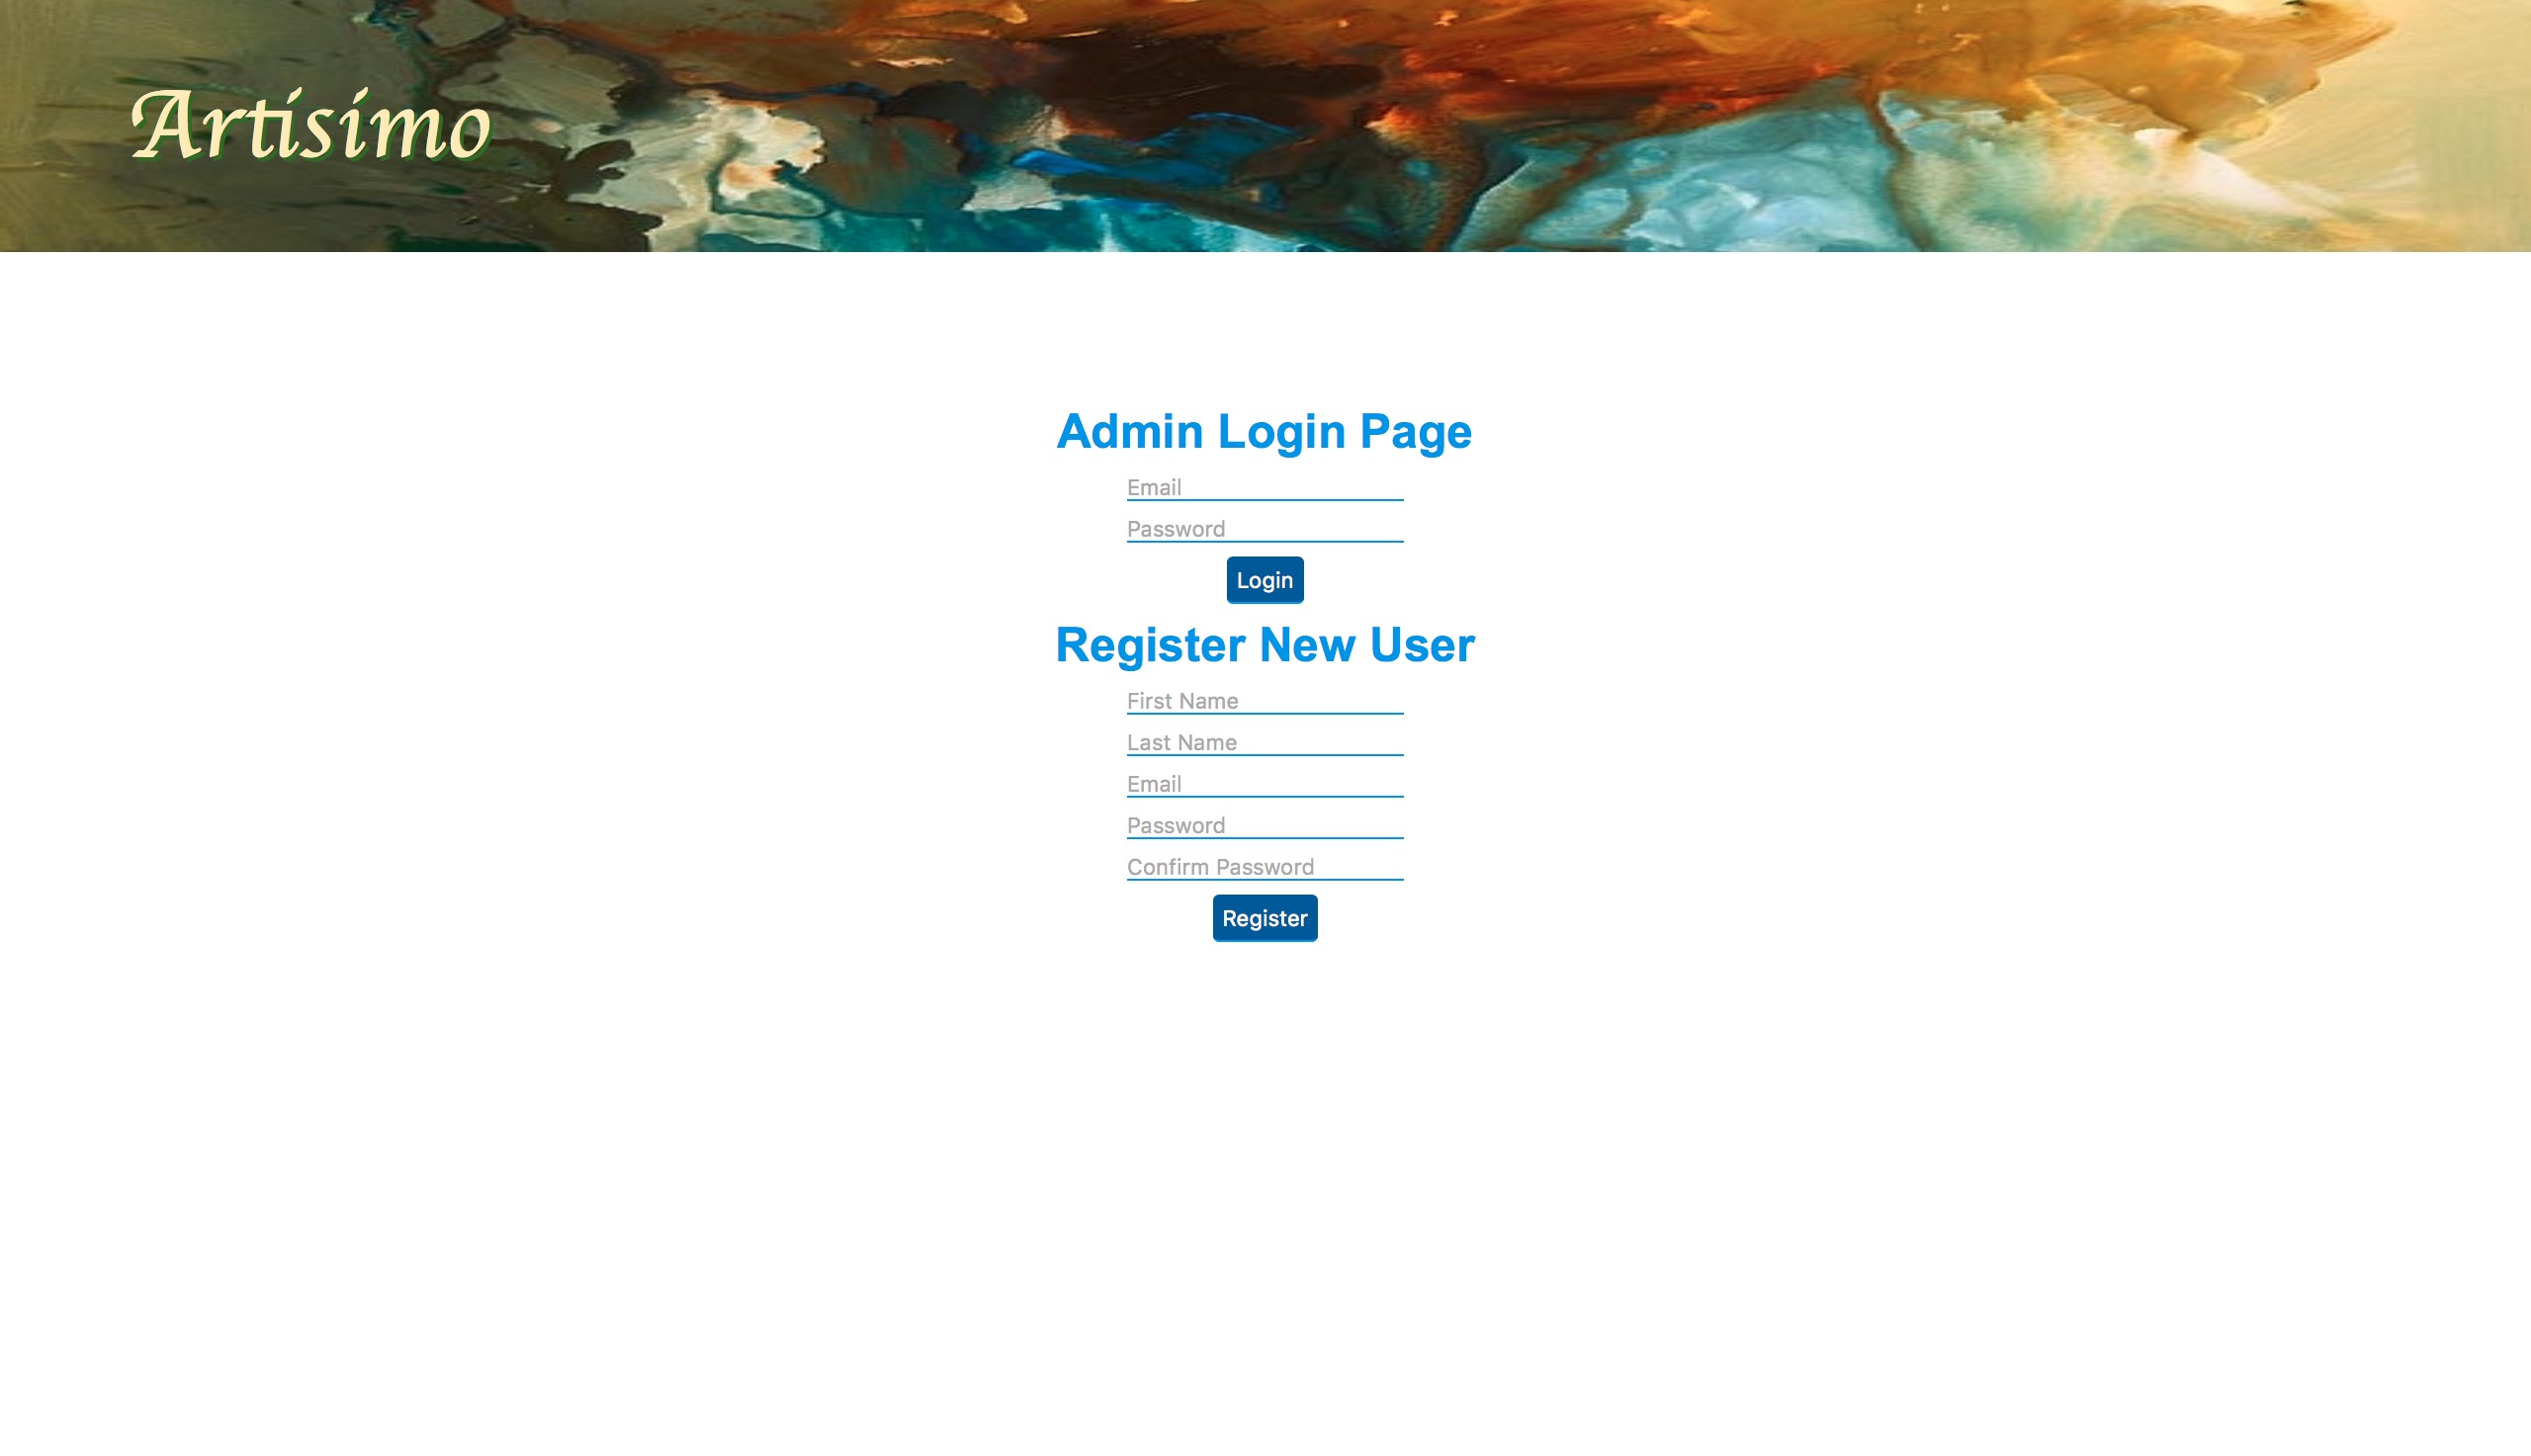 Artisimo
Admin Login Page
Email
Password
Login
Register New User
First Name
Last Name
Email
Password
Confirm Password
Register